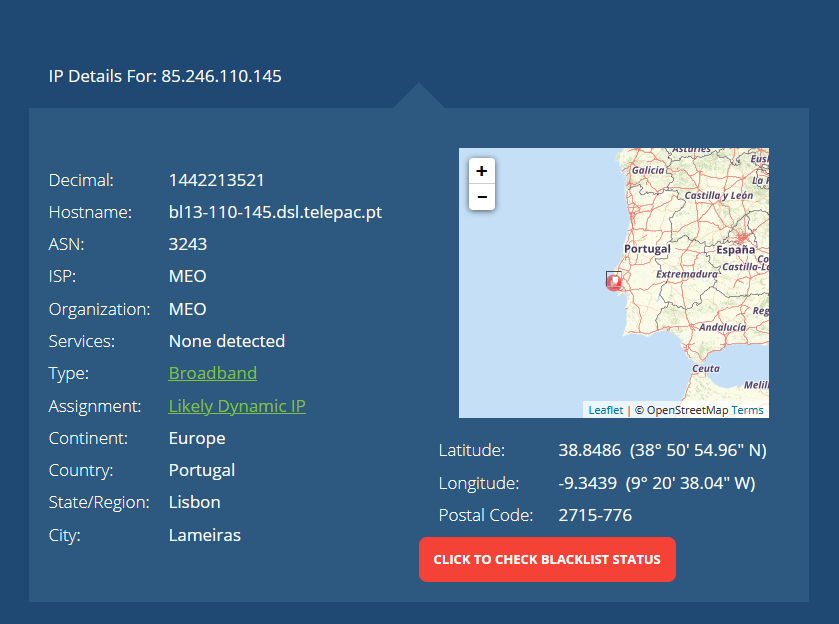 IP Details For: 85.246.110.145
Decimal: 1442213521
Hostname: bl13-110-145.dsl.telepac.pt
ASN: 3243
ISP: MEO
Organization: MEO
Services: None detected
Type: Broadband
Assignment: Likely Dynamic IP
Continent: Europe
Country: Portugal
State/Region: Lisbon
City: Lameiras
+
−
Asturies
Galicia
Castilla y León
Portugal
España
Extremadura
Castilla-L
Andalucía
Ceuta
Leaflet | © OpenStreetMap Terms
Latitude: 38.8486 (38° 50' 54.96" N)
Longitude: -9.3439 (9° 20' 38.04" W)
Postal Code: 2715-776
CLICK TO CHECK BLACKLIST STATUS